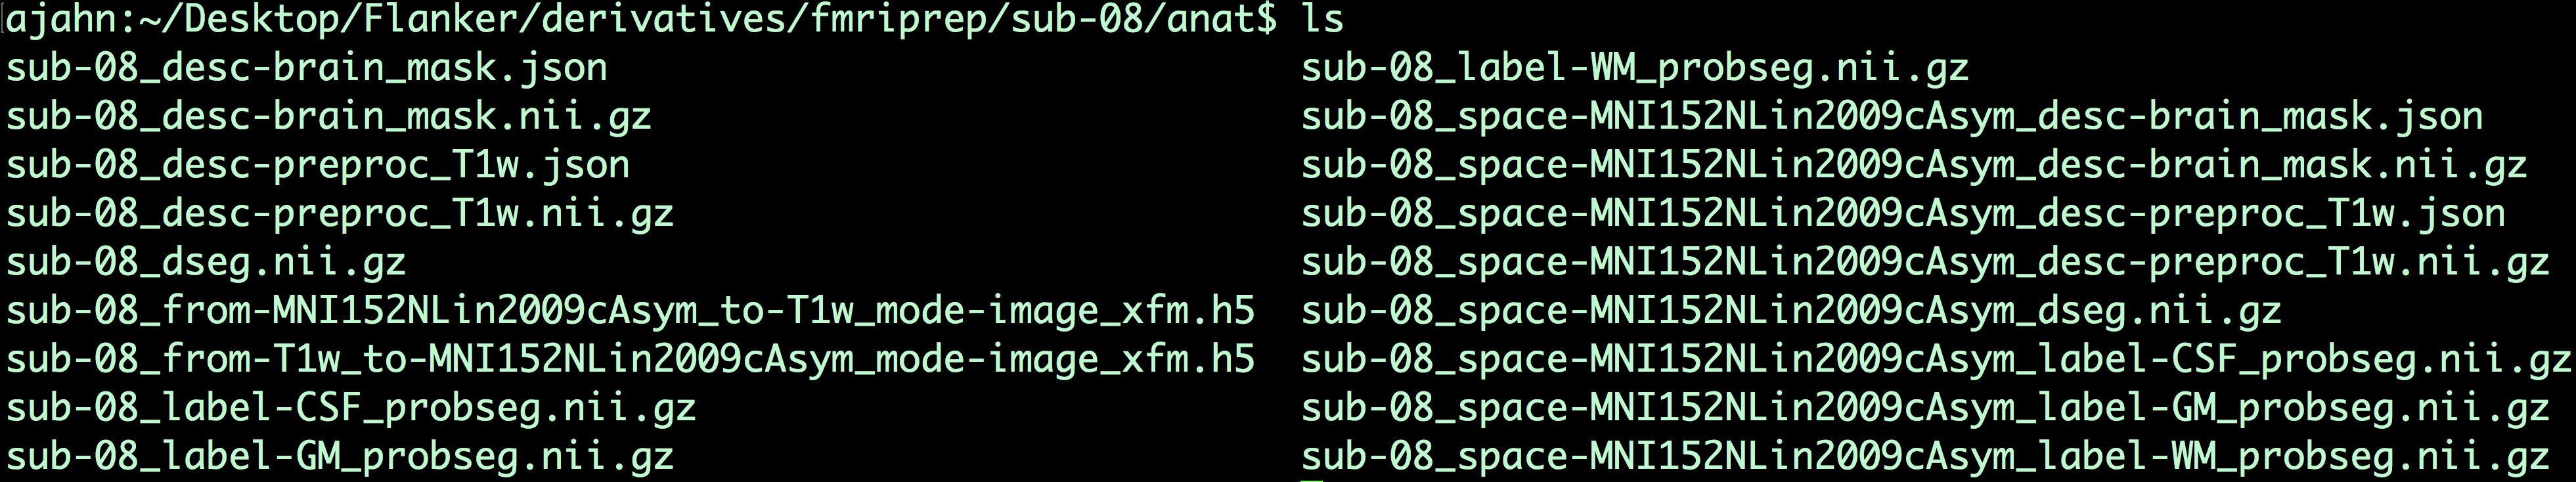 ajahn:~/Desktop/Flanker/derivatives/fmriprep/sub-08/anat$ ls
sub-08_desc-brain_mask.json sub-08_label-WM_probseg.nii.gz
sub-08_desc-brain_mask.nii.gz sub-08_space-MNI152NLin2009cAsym_desc-brain_mask.json
sub-08_desc-preproc_T1w.json sub-08_space-MNI152NLin2009cAsym_desc-brain_mask.nii.gz
sub-08_desc-preproc_T1w.nii.gz sub-08_space-MNI152NLin2009cAsym_desc-preproc_T1w.json
sub-08_dseg.nii.gz sub-08_space-MNI152NLin2009cAsym_desc-preproc_T1w.nii.gz
sub-08_from-MNI152NLin2009cAsym_to-T1w_mode-image_xfm.h5 sub-08_space-MNI152NLin2009cAsym_dseg.nii.gz
sub-08_from-T1w_to-MNI152NLin2009cAsym_mode-image_xfm.h5 sub-08_space-MNI152NLin2009cAsym_label-CSF_probseg.nii.gz
sub-08_label-CSF_probseg.nii.gz sub-08_space-MNI152NLin2009cAsym_label-GM_probseg.nii.gz
sub-08_label-GM_probseg.nii.gz sub-08_space-MNI152NLin2009cAsym_label-WM_probseg.nii.gz